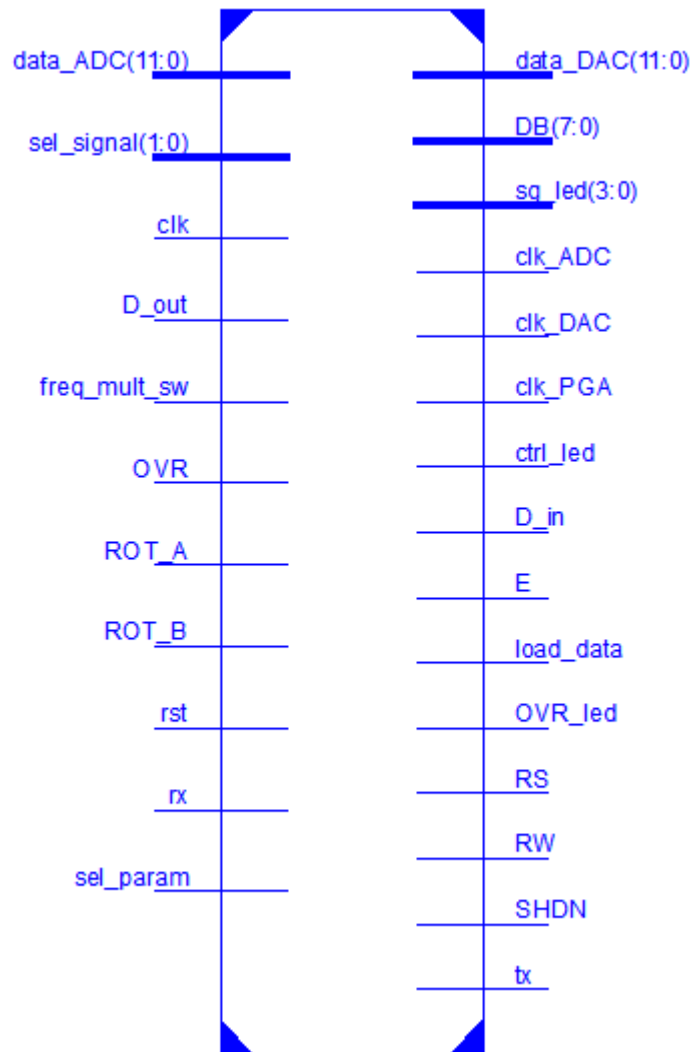 data_ADC(11:0)
sel_signal(1:0)
clk
D_out
freq_mult_sw
OVR
ROT_A
ROT_B
rst
rx
sel_param
data_DAC(11:0)
DB(7:0)
sq_led(3:0)
clk_ADC
clk_DAC
clk_PGA
ctrl_led
D_in
E
load_data
OVR_led
RS
RW
SHDN
tx